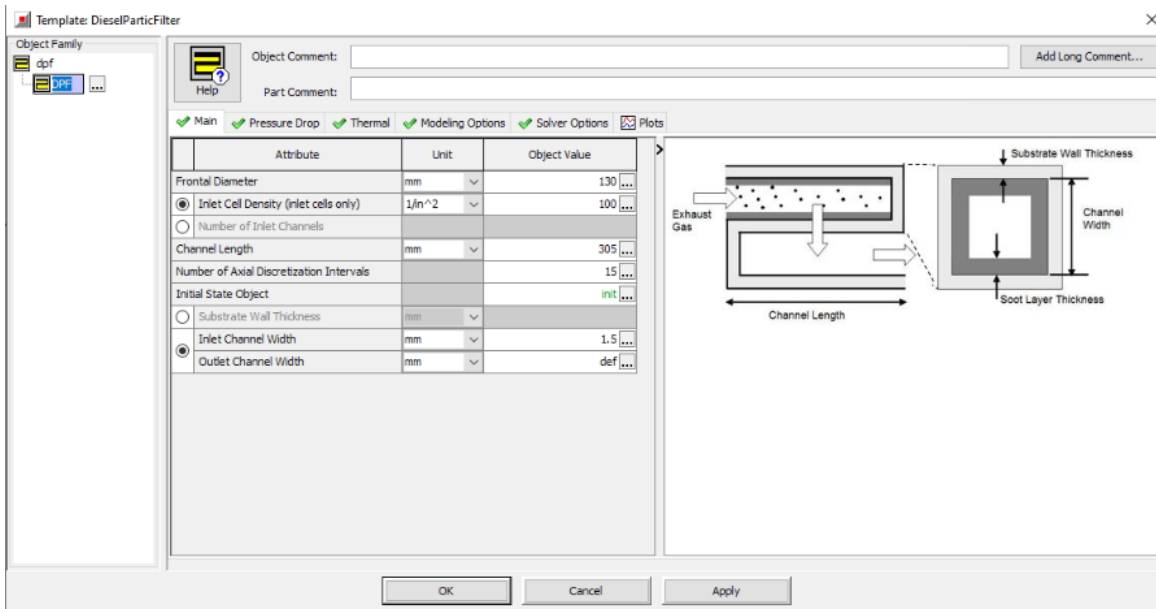 Template: DieselParticFilter
Object Family
dpf
DPF ...
Help
Object Comment:
Add Long Comment...
Part Comment:
Main Pressure Drop Thermal Modeling Options Solver Options Plots
Attribute Unit Object Value
Frontal Diameter mm 130 ...
Inlet Cell Density (inlet cells only) 1/in^2 100 ...
Number of Inlet Channels
Channel Length mm 305 ...
Number of Axial Discretization Intervals 15 ...
Initial State Object init ...
Substrate Wall Thickness mm
Inlet Channel Width mm 1.5 ...
Outlet Channel Width mm def ...
Substrate Wall Thickness
Exhaust
Gas
Channel
Width
Soot Layer Thickness
Channel Length
OK Cancel Apply